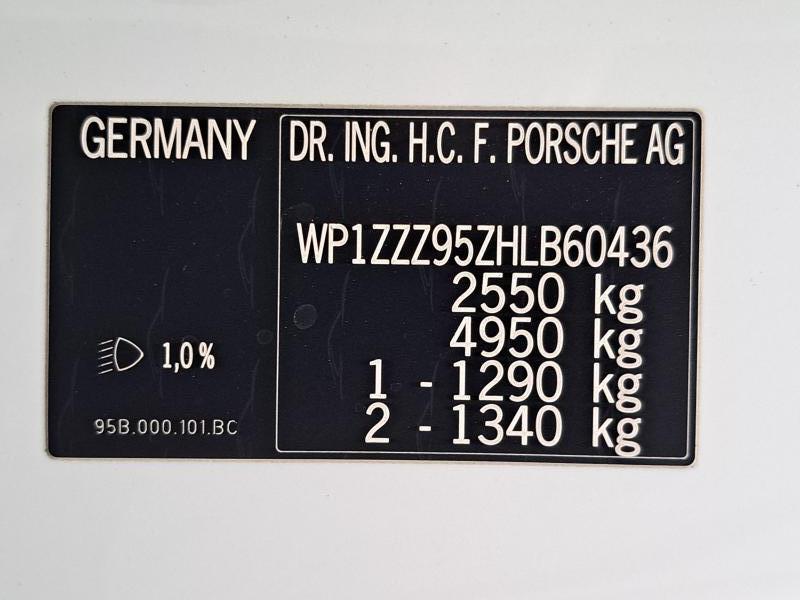 GERMANY
DR. ING. H.C. F. PORSCHE AG
WP1ZZZ95ZHLB60436
2550 kg
4950 kg
1 - 1290 kg
2 - 1340 kg
1,0 %
95B.000.101.BC